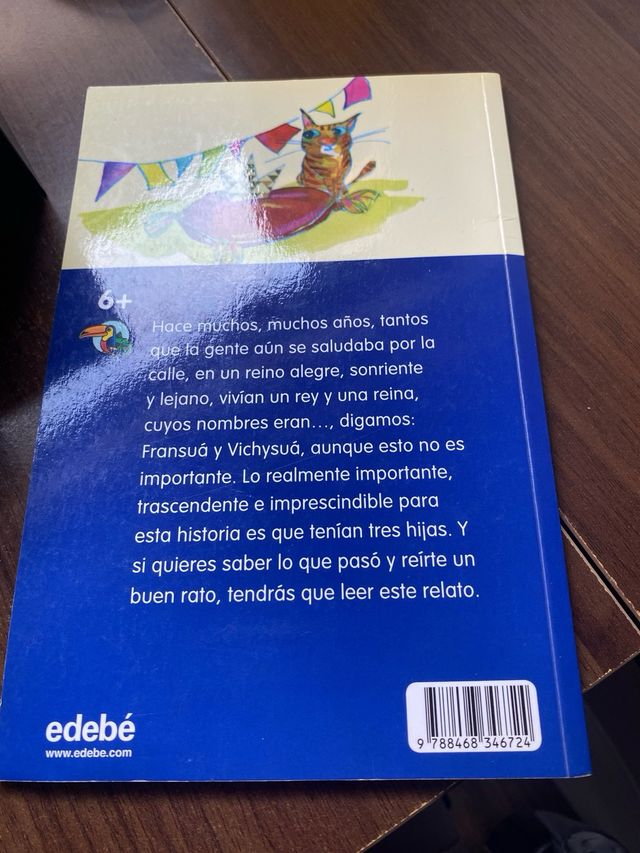 6+
Hace muchos, muchos años, tantos
que la gente aún se saludaba por la
calle, en un reino alegre, sonriente
y lejano, vivían un rey y una reina,
cuyos nombres eran…, digamos:
Fransuá y Vichysuá, aunque esto no es
importante. Lo realmente importante,
trascendente e imprescindible para
esta historia es que tenían tres hijas. Y
si quieres saber lo que pasó y reírte un
buen rato, tendrás que leer este relato.
edebé
www.edebe.com
9 788468 346724